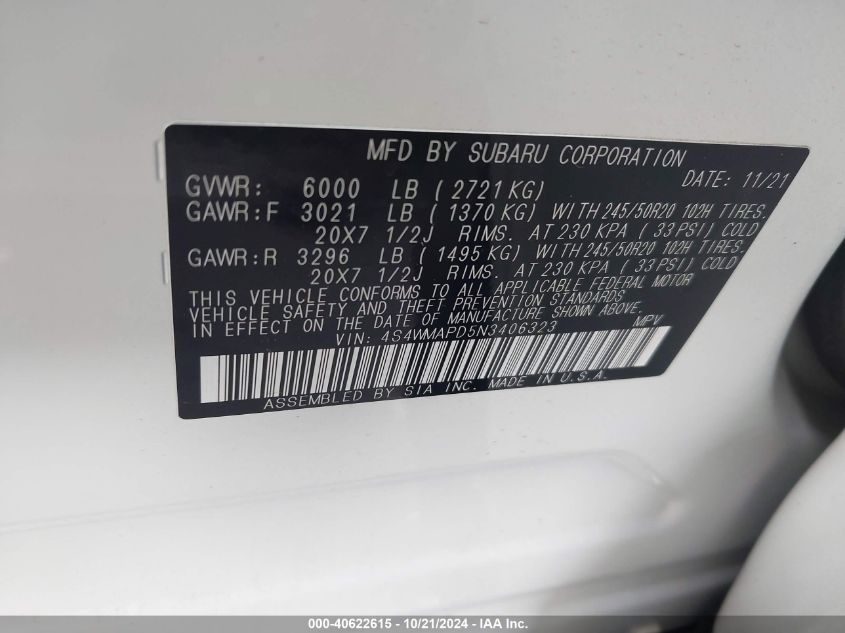 MFD BY SUBARU CORPORATION
DATE: 11/21
GVWR: 6000 LB ( 2721KG)
GAWR:F 3021 LB ( 1370 KG) WITH 245/50R20 102H TIRES.
20X7 1/2J RIMS. AT 230 KPA ( 33 PSI) COLD
GAWR:R 3296 LB ( 1495 KG) WITH 245/50R20 102H TIRES.
20X7 1/2J RIMS. AT 230 KPA ( 33 PSI) COLD
THIS VEHICLE CONFORMS TO ALL APPLICABLE FEDERAL MOTOR
VEHICLE SAFETY AND THEFT PREVENTION STANDARDS
IN EFFECT ON THE DATE OF MANUFACTURE SHOWN ABOVE.
VIN: 4S4WMAPD5N3406323 MPV
ASSEMBLED BY SIA INC. MADE IN U.S.A.
000-40622615 - 10/21/2024 - IAA Inc.